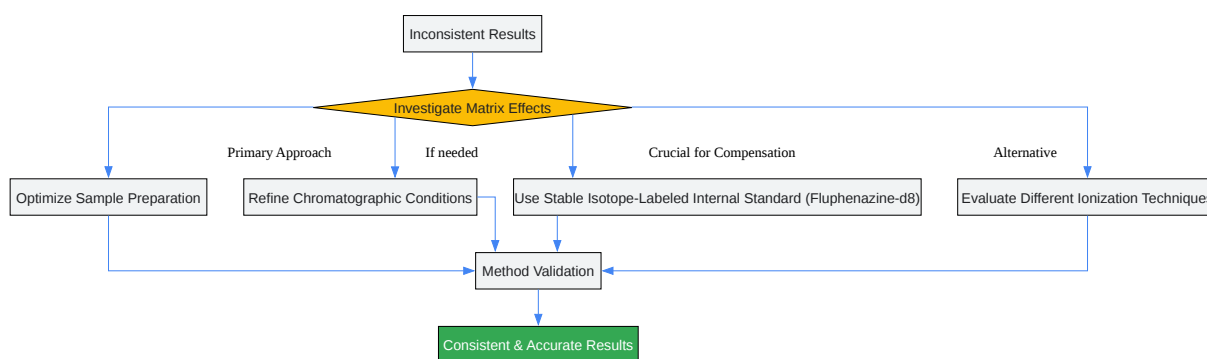 Inconsistent Results
Investigate Matrix Effects
Primary Approach
If needed
Crucial for Compensation
Alternative
Optimize Sample Preparation
Refine Chromatographic Conditions
Use Stable Isotope-Labeled Internal Standard (Fluphenazine-d8)
Evaluate Different Ionization Techniques
Method Validation
Consistent & Accurate Results